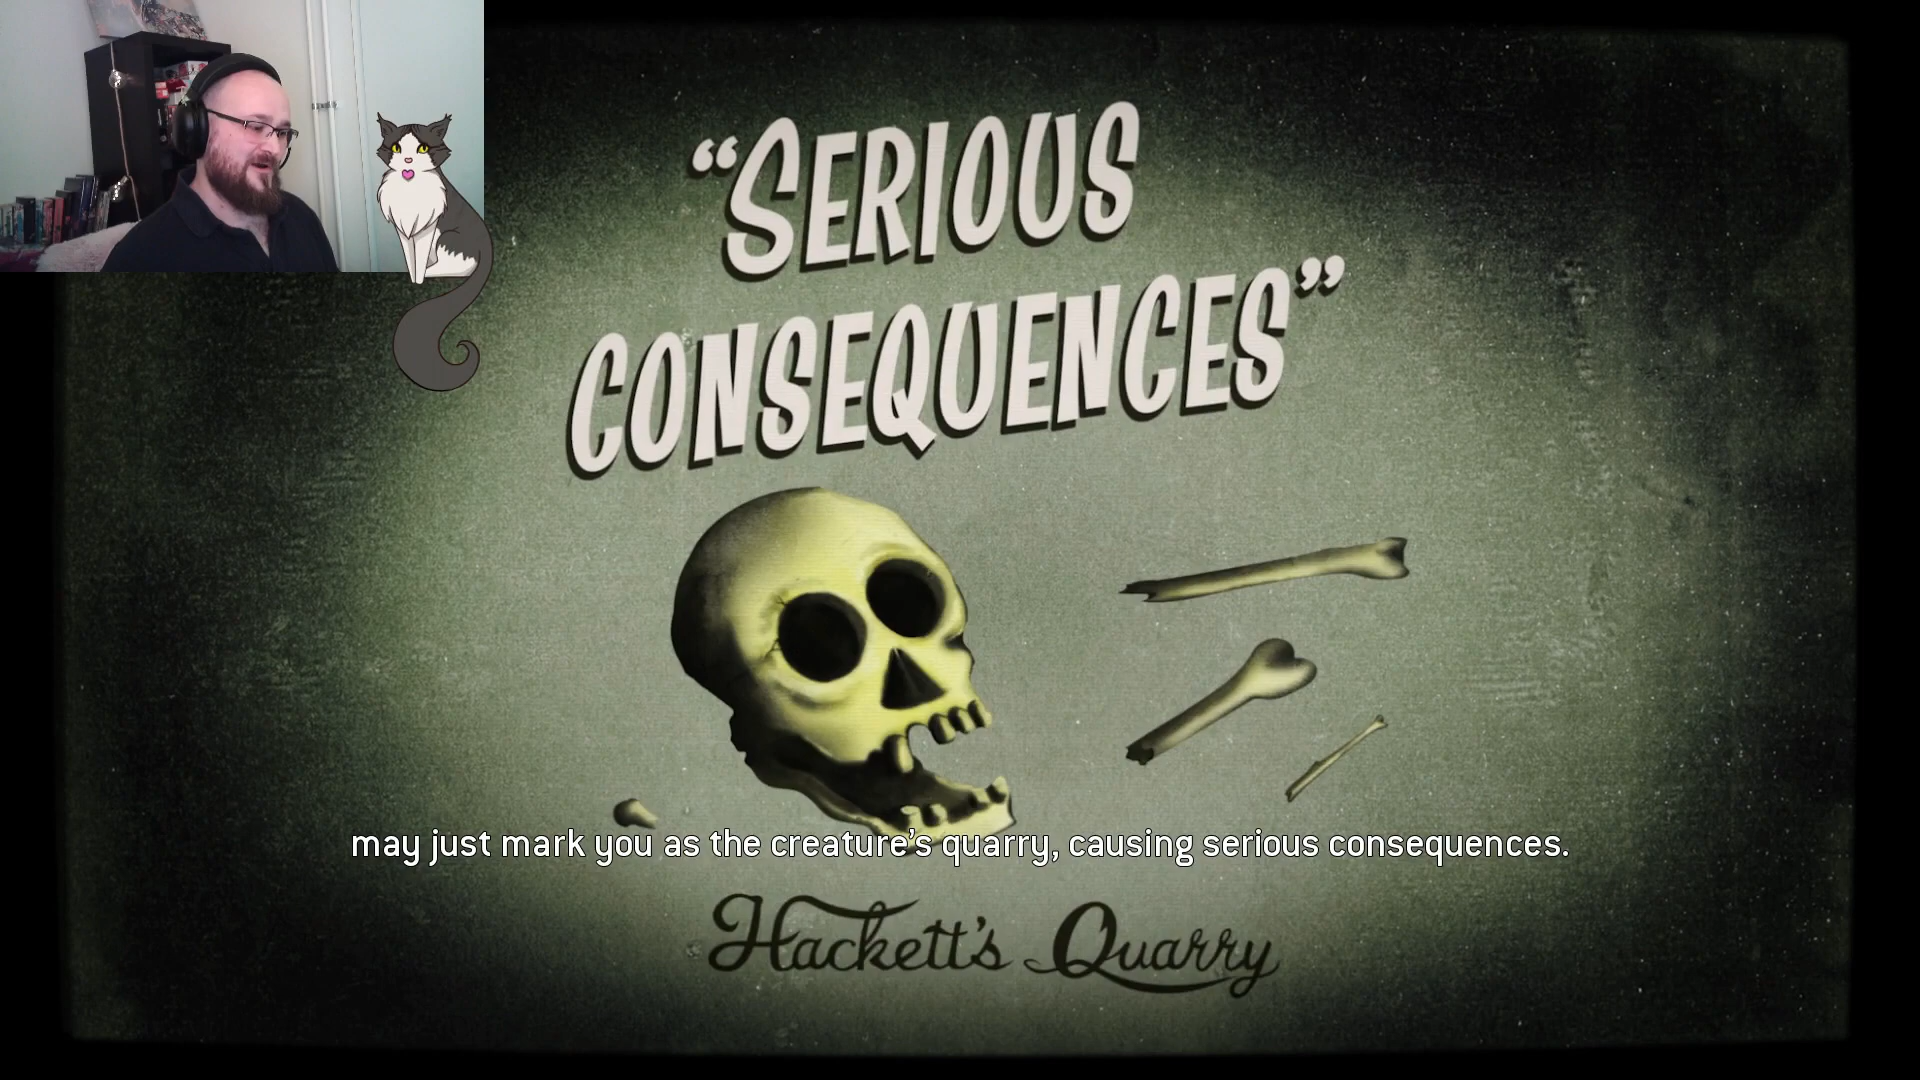 “SERIOUS
CONSEQUENCES”
may just mark you as the creature’s quarry, causing serious consequences.
Hackett’s Quarry